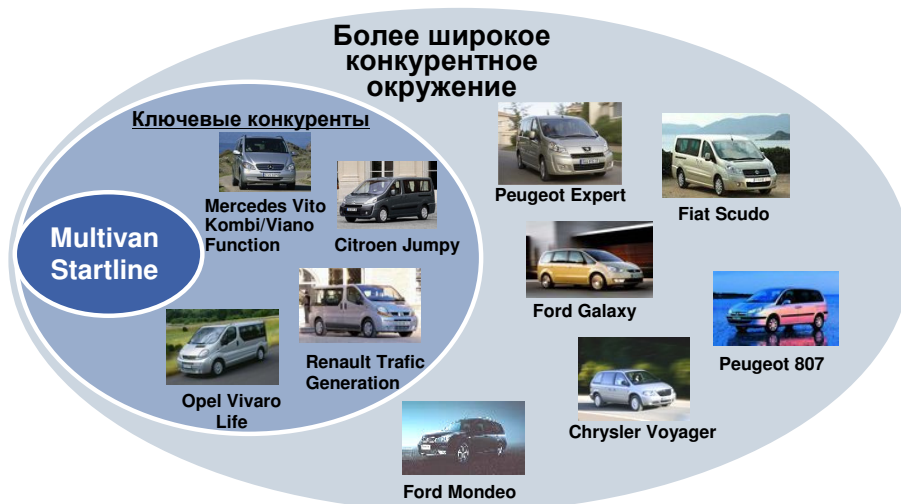 Более широкое
конкурентное
окружение
Ключевые конкуренты
Mercedes Vito
Kombi/Viano
Function
Citroen Jumpy
Multivan
Startline
Opel Vivaro
Life
Renault Trafic
Generation
Peugeot Expert
Fiat Scudo
Ford Galaxy
Peugeot 807
Chrysler Voyager
Ford Mondeo